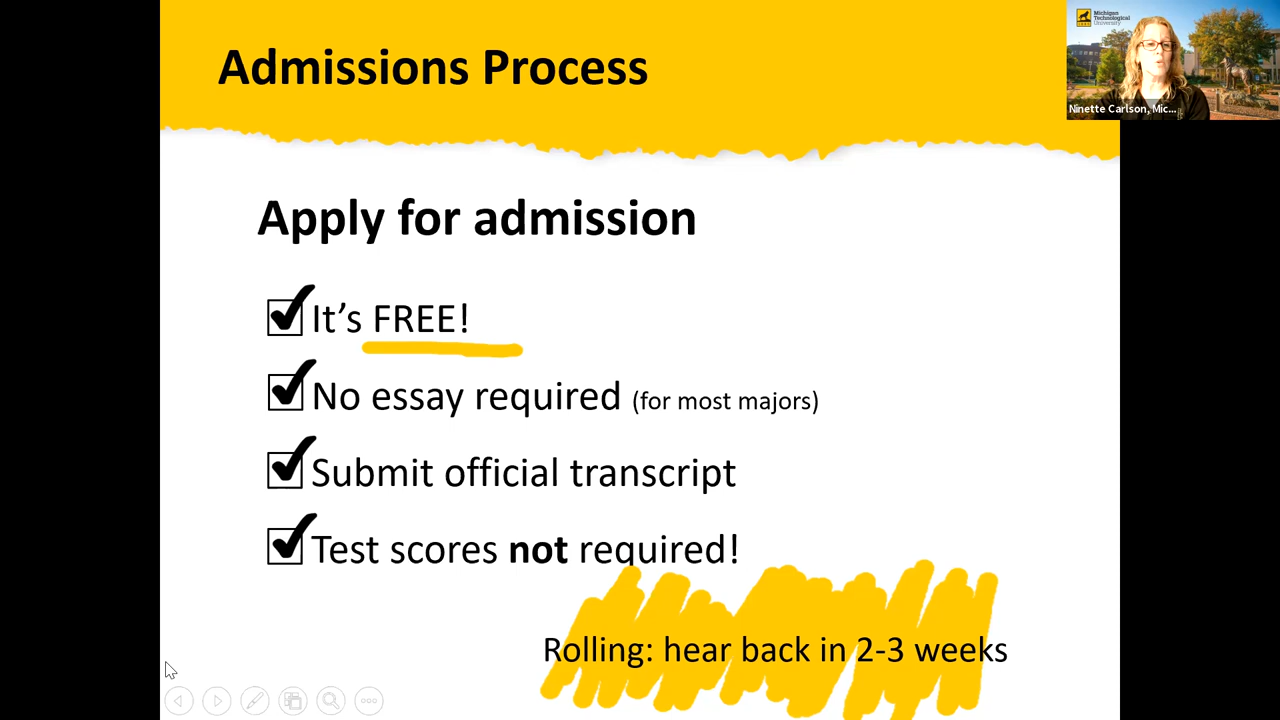 Admissions Process
Michigan
Technological
University
Ninette Carlson, Mic...
Apply for admission
It's FREE!
No essay required (for most majors)
Submit official transcript
Test scores not required!
Rolling: hear back in 2-3 weeks